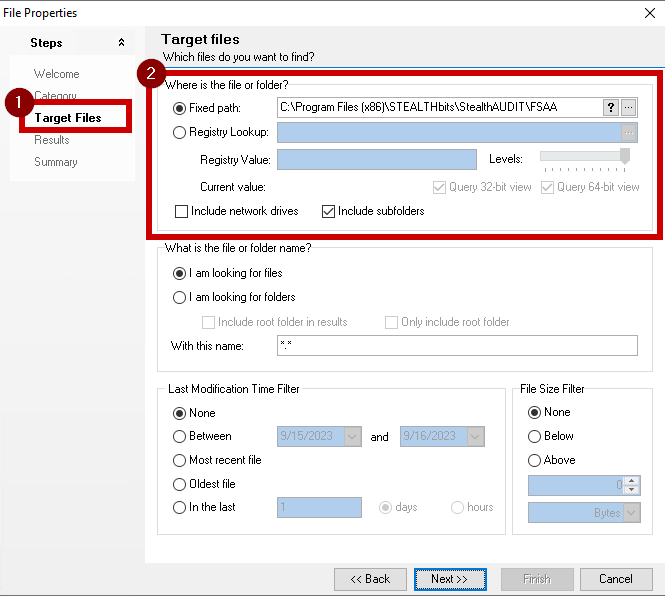 File Properties
Steps
Welcome
Category
Target Files
Results
Summary
1
2
Target files
Which files do you want to find?
Where is the file or folder?
Fixed path: C:\Program Files (x86)\STEALTHbits\StealthAUDIT\FSAA ? ...
Registry Lookup: ...
Registry Value: Levels:
Current value: Query 32-bit view Query 64-bit view
Include network drives Include subfolders
What is the file or folder name?
I am looking for files
I am looking for folders
Include root folder in results Only include root folder
With this name: *.*
Last Modification Time Filter
None
Between 9/15/2023 and 9/16/2023
Most recent file
Oldest file
In the last 1 days hours
File Size Filter
None
Below
Above
0
Bytes
<< Back Next >> Finish Cancel